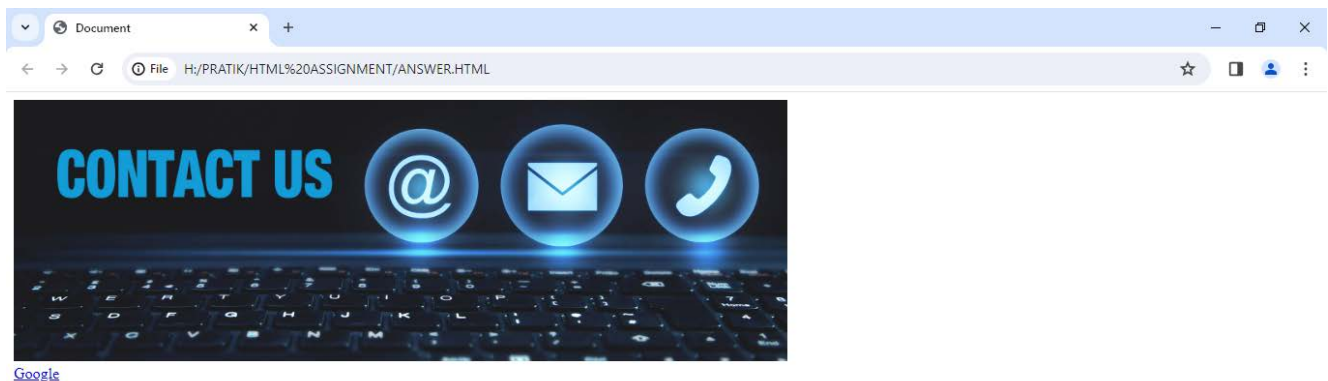 Document
File H:/PRATIK/HTML%20ASSIGNMENT/ANSWER.HTML
CONTACT US
@
W E R T Y U I O P
S D F G H J K L
X C V B N M
Google